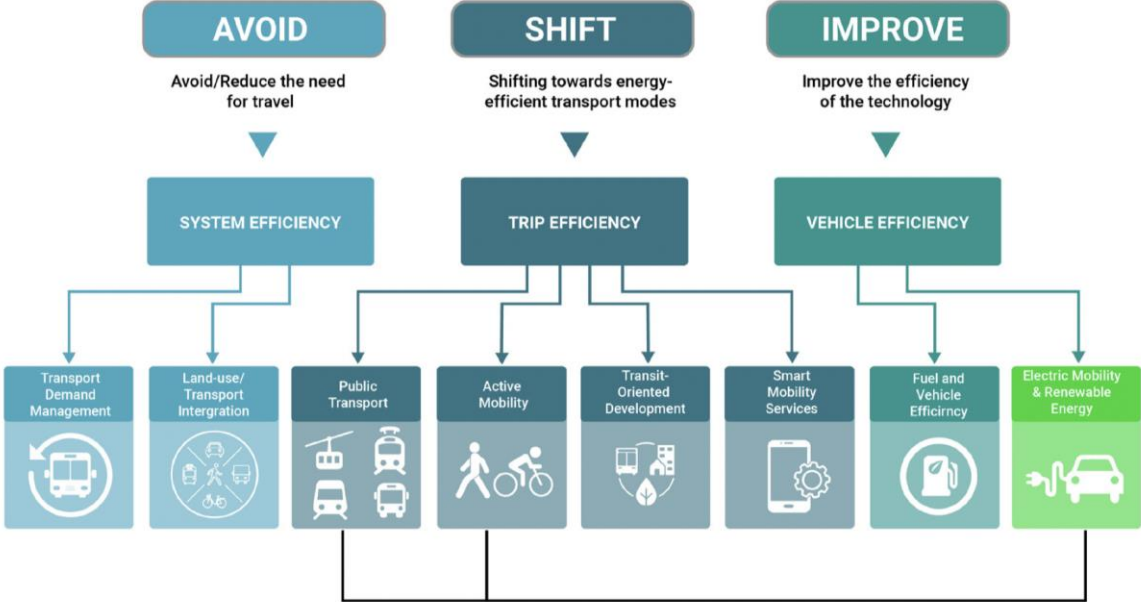 AVOID
SHIFT
IMPROVE
Avoid/Reduce the need
for travel
Shifting towards energy-
efficient transport modes
Improve the efficiency
of the technology
SYSTEM EFFICIENCY
TRIP EFFICIENCY
VEHICLE EFFICIENCY
Transport
Demand
Management
Land-use/
Transport
Intergration
Public
Transport
Active
Mobility
Transit-
Oriented
Development
Smart
Mobility
Services
Fuel and
Vehicle
Efficirncy
Electric Mobility
& Renewable
Energy